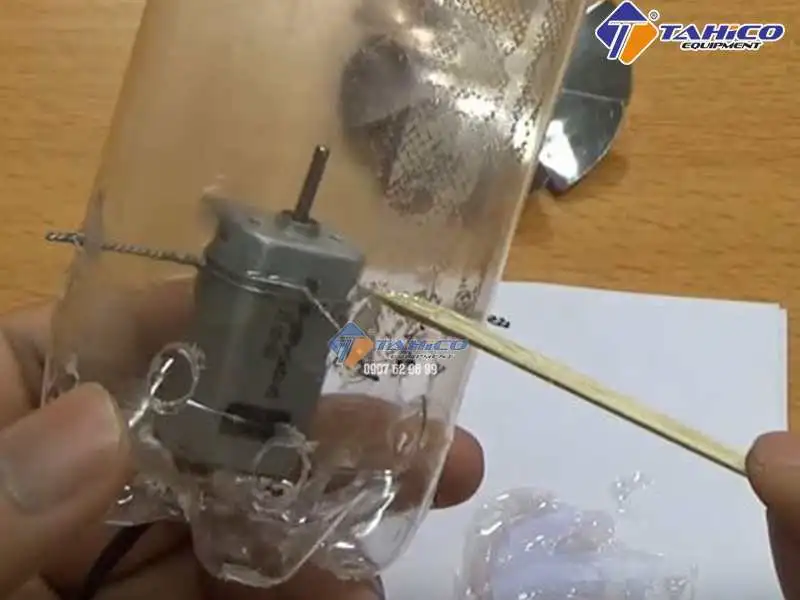 TAHiCO
EQUIPMENT
TAHiCO
EQUIPMENT
0907 62 96 99